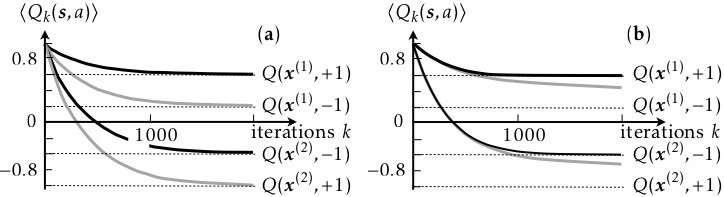 ⟨Q_k(s,a)⟩ ⟨Q_k(s,a)⟩
(a) (b)
0.8 Q(x^(1),+1) 0.8 Q(x^(1),+1)
Q(x^(1),−1) Q(x^(1),−1)
0 1000 iterations k 0 1000 iterations k
Q(x^(2),−1) Q(x^(2),−1)
−0.8 Q(x^(2),+1) −0.8 Q(x^(2),+1)